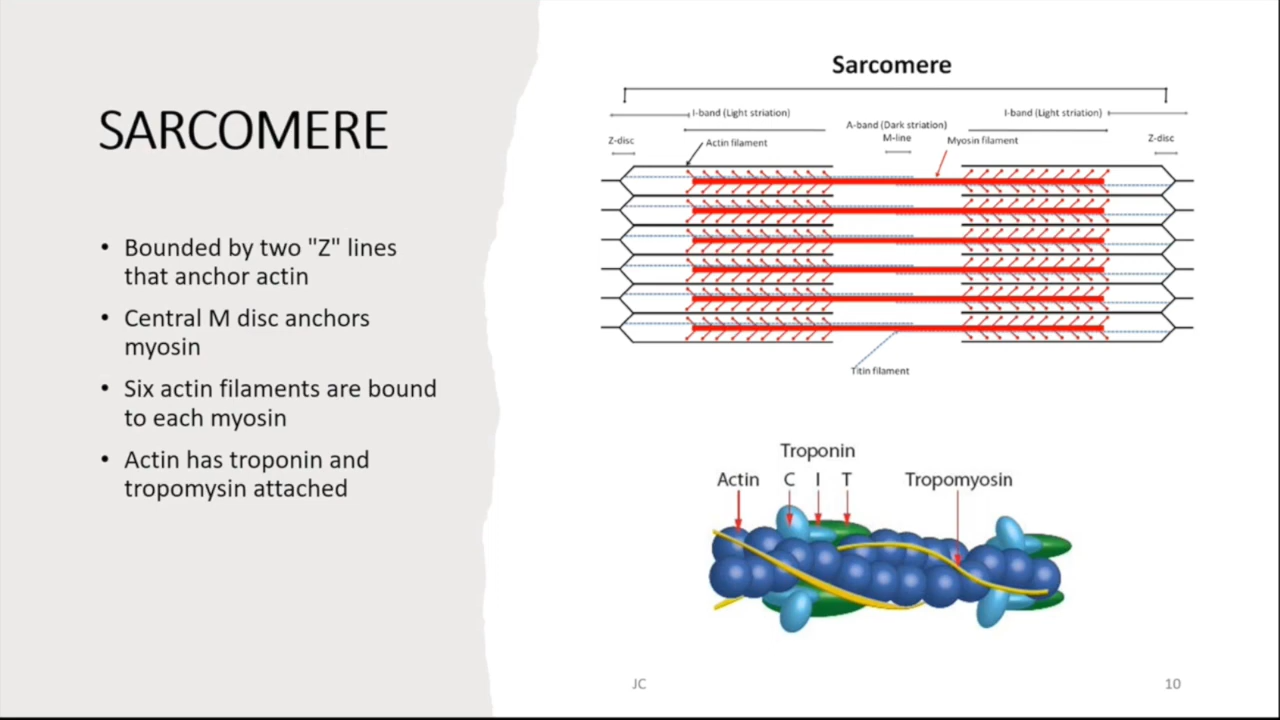 SARCOMERE
• Bounded by two "Z" lines
that anchor actin
• Central M disc anchors
myosin
• Six actin filaments are bound
to each myosin
• Actin has troponin and
tropomysin attached
Sarcomere
I-band (Light striation)
I-band (Light striation)
A-band (Dark striation)
Z-disc
Actin filament
M-line
Myosin filament
Z-disc
Titin filament
Troponin
Actin C I T Tropomyosin
JC
10